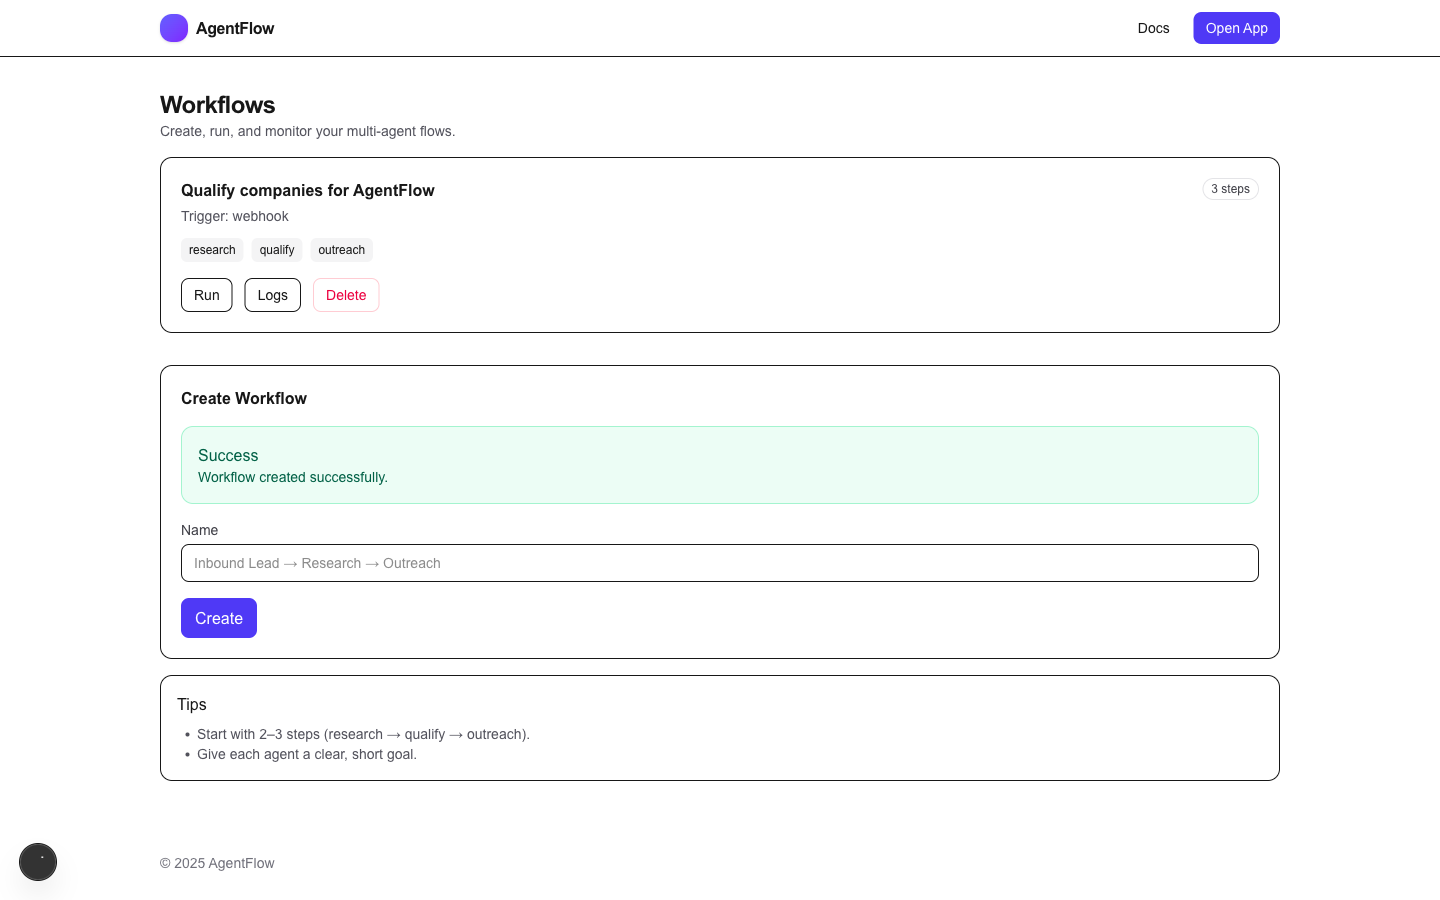 AgentFlow
Docs
Open App
Workflows
Create, run, and monitor your multi-agent flows.
Qualify companies for AgentFlow
3 steps
Trigger: webhook
research
qualify
outreach
Run
Logs
Delete
Create Workflow
Success
Workflow created successfully.
Name
Inbound Lead → Research → Outreach
Create
Tips
• Start with 2–3 steps (research → qualify → outreach).
• Give each agent a clear, short goal.
© 2025 AgentFlow